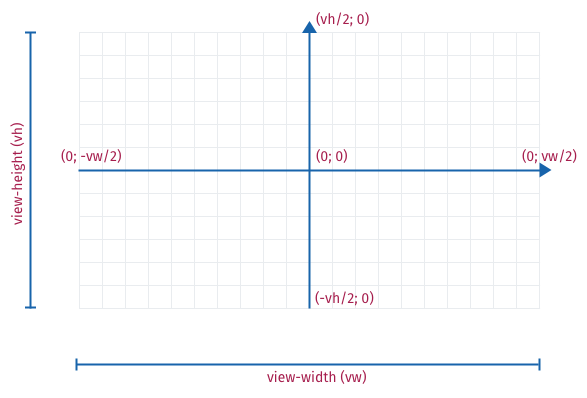 (vh/2; 0)
(0; -vw/2)
(0; 0)
(0; vw/2)
view-height (vh)
(-vh/2; 0)
view-width (vw)